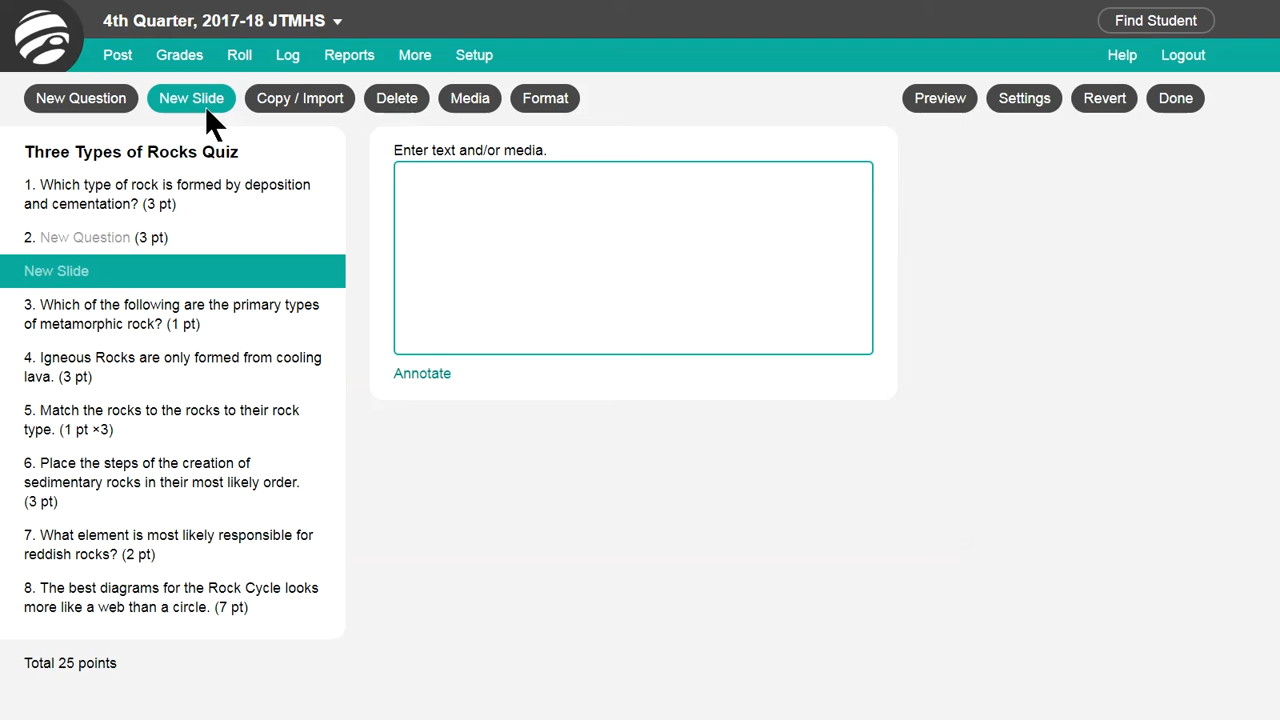 4th Quarter, 2017-18 JTMHS
Find Student
Post Grades Roll Log Reports More Setup Help Logout
New Question New Slide Copy / Import Delete Media Format Preview Settings Revert Done
Three Types of Rocks Quiz
1. Which type of rock is formed by deposition
and cementation? (3 pt)
2. New Question (3 pt)
New Slide
3. Which of the following are the primary types
of metamorphic rock? (1 pt)
4. Igneous Rocks are only formed from cooling
lava. (3 pt)
5. Match the rocks to the rocks to their rock
type. (1 pt ×3)
6. Place the steps of the creation of
sedimentary rocks in their most likely order.
(3 pt)
7. What element is most likely responsible for
reddish rocks? (2 pt)
8. The best diagrams for the Rock Cycle looks
more like a web than a circle. (7 pt)
Total 25 points
Enter text and/or media.
Annotate